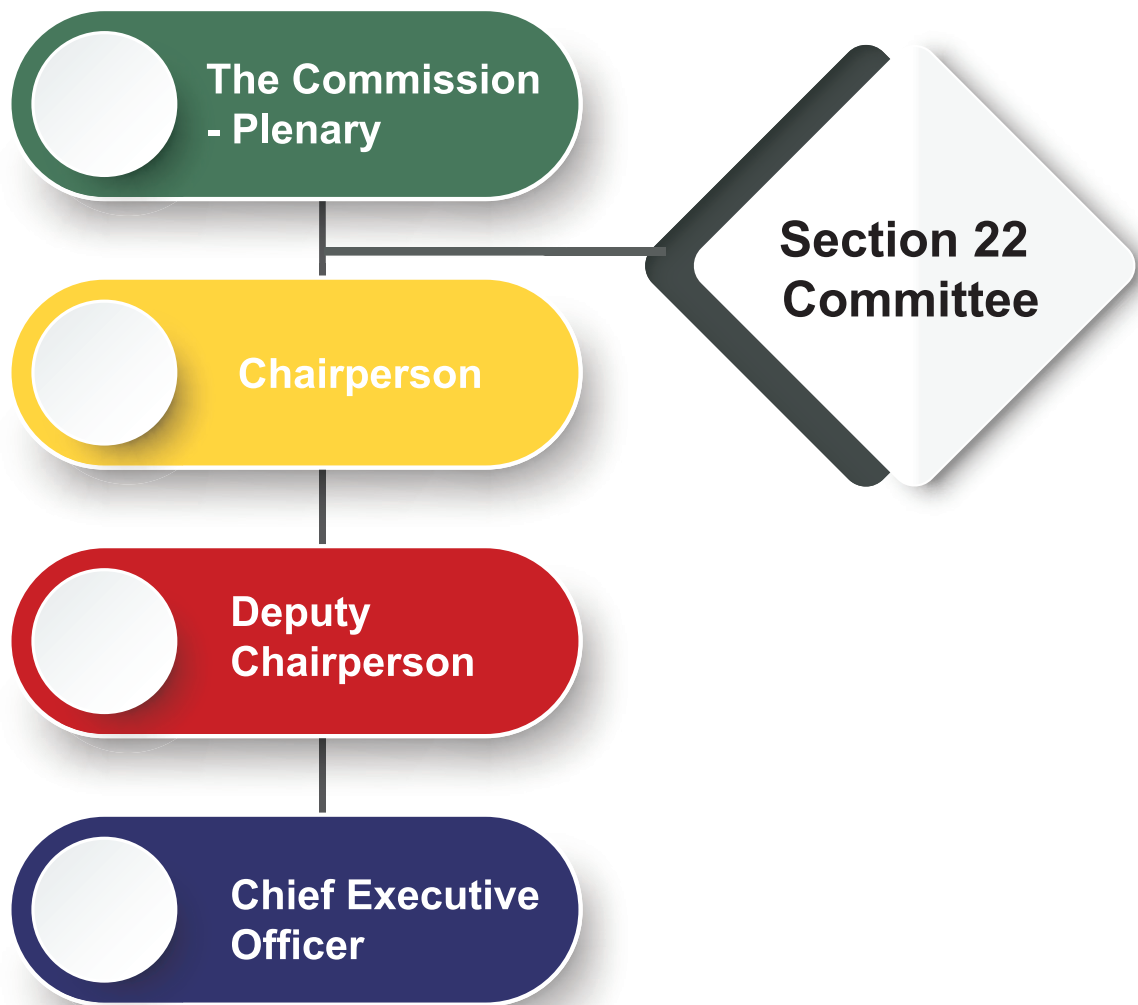 The Commission
- Plenary
Section 22
Committee
Chairperson
Deputy
Chairperson
Chief Executive
Officer